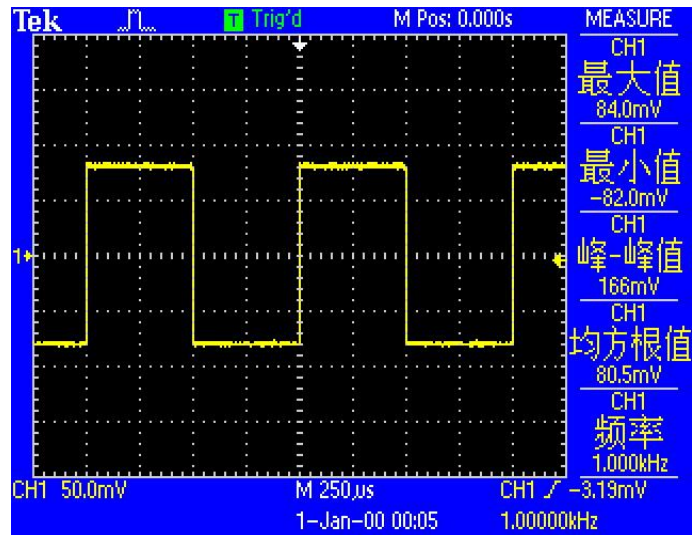 Tek Trig'd M Pos: 0.000s MEASURE
CH1
最大值
84.0mV
CH1
最小值
-82.0mV
CH1
1 峰-峰值
166mV
CH1
均方根值
80.5mV
CH1
频率
1.000kHz
CH1 50.0mV M 250µs CH1 -3.19mV
1-Jan-00 00:05 1.00000kHz